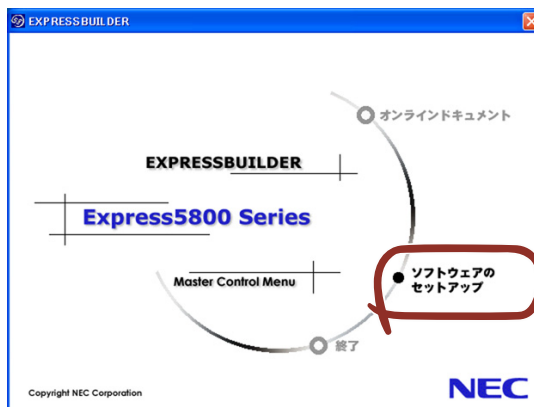 EXPRESSBUILDER
オンラインドキュメント
EXPRESSBUILDER
Express5800 Series
ソフトウェアの
セットアップ
Master Control Menu
終了
Copyright NEC Corporation
NEC